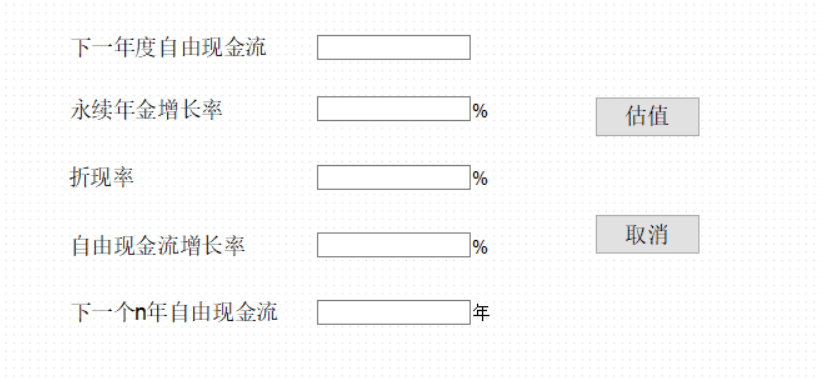 下一年度自由现金流
永续年金增长率 %
估值
折现率 %
自由现金流增长率 %
取消
下一个n年自由现金流 年